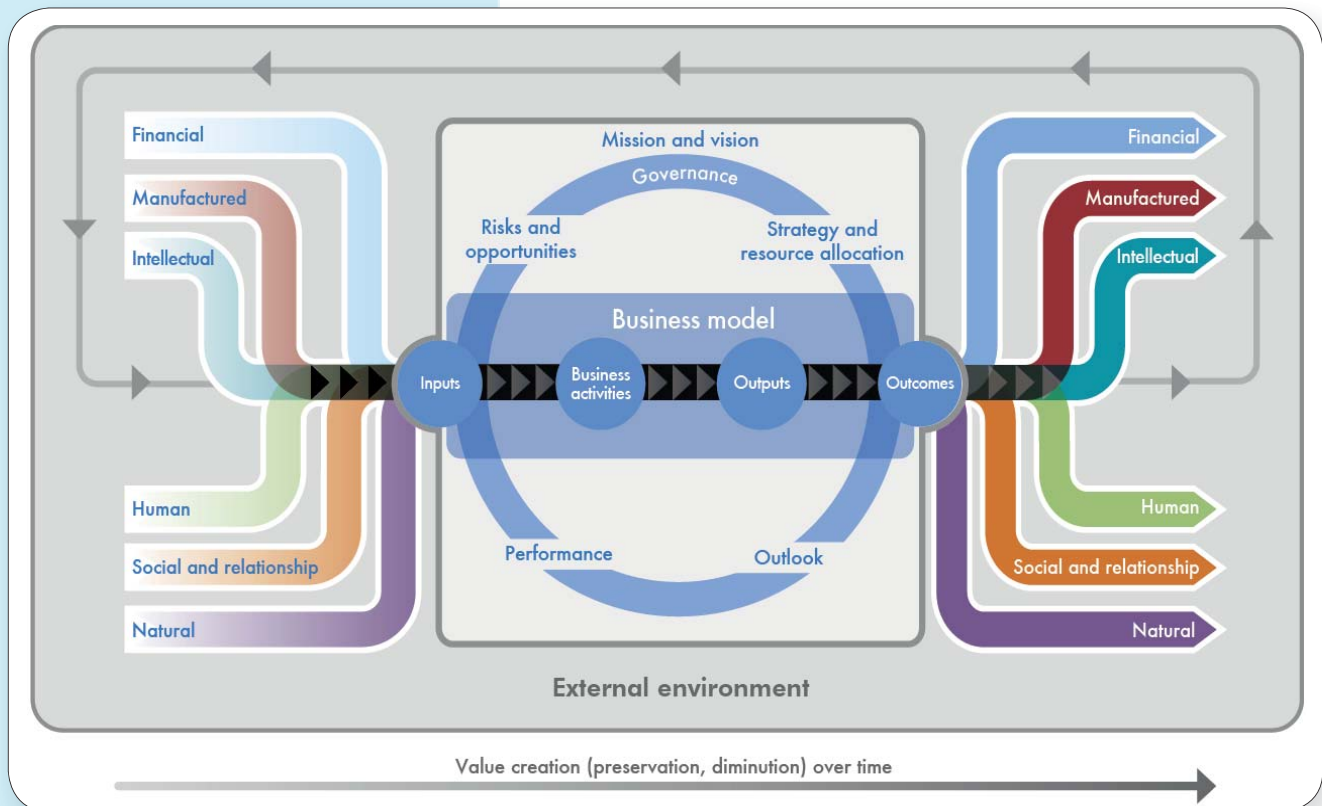 Financial
Manufactured
Intellectual
Human
Social and relationship
Natural
Mission and vision
Governance
Risks and
opportunities
Strategy and
resource allocation
Business model
Inputs
Business
activities
Outputs
Outcomes
Performance
Outlook
Financial
Manufactured
Intellectual
Human
Social and relationship
Natural
External environment
Value creation (preservation, diminution) over time